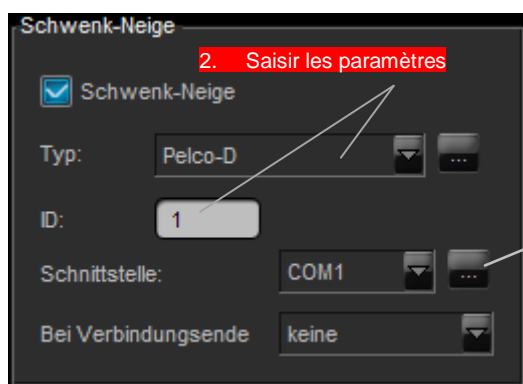 Schwenk-Neige
2. Saisir les paramètres
Schwenk-Neige
Typ: Pelco-D ...
ID: 1
Schnittstelle: COM1 ...
Bei Verbindungsende keine